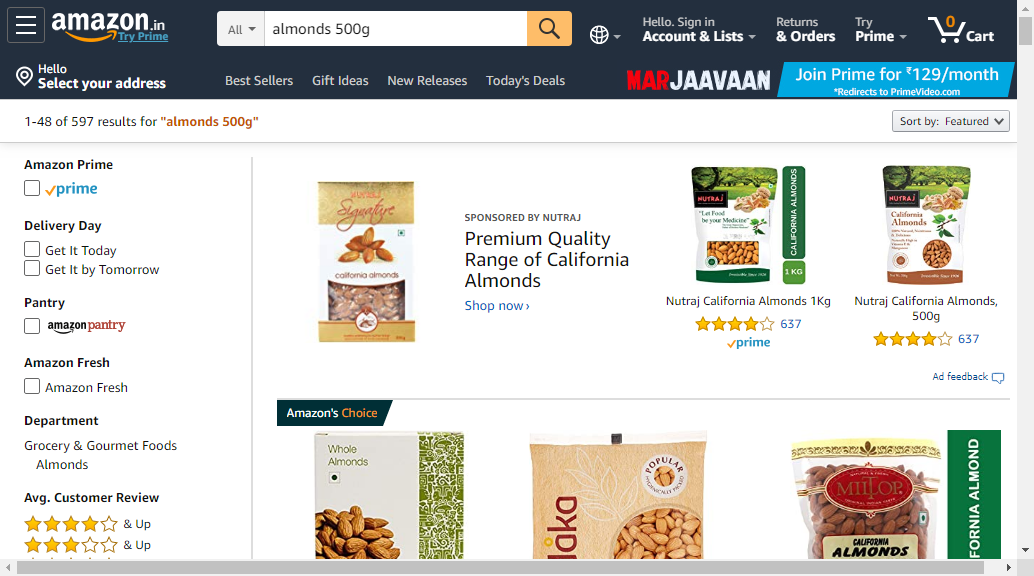 amazon.in
Try Prime
All
almonds 500g
Hello. Sign in
Account & Lists
Returns
& Orders
Try
Prime
0
Cart
Hello
Select your address
Best Sellers
Gift Ideas
New Releases
Today's Deals
MARJAAVAAN
Join Prime for ₹129/month
*Redirects to PrimeVideo.com
1-48 of 597 results for "almonds 500g"
Sort by: Featured
Amazon Prime
prime
Delivery Day
Get It Today
Get It by Tomorrow
Pantry
amazon pantry
Amazon Fresh
Amazon Fresh
Department
Grocery & Gourmet Foods
Almonds
Avg. Customer Review
& Up
& Up
NUTRAJ
Signature
california almonds
SPONSORED BY NUTRAJ
Premium Quality
Range of California
Almonds
Shop now ›
NUTRAJ
"Let Food
be your Medicine"
CALIFORNIA ALMONDS
1 KG
Nutraj California Almonds 1Kg
637
prime
NUTRAJ
California
Almonds
Nutraj California Almonds,
500g
637
Ad feedback
Amazon's Choice
Whole
Almonds
POPULAR
HYGIENICALLY PACKED
MILTOP
CALIFORNIA
ALMONDS
FORNIA ALMOND